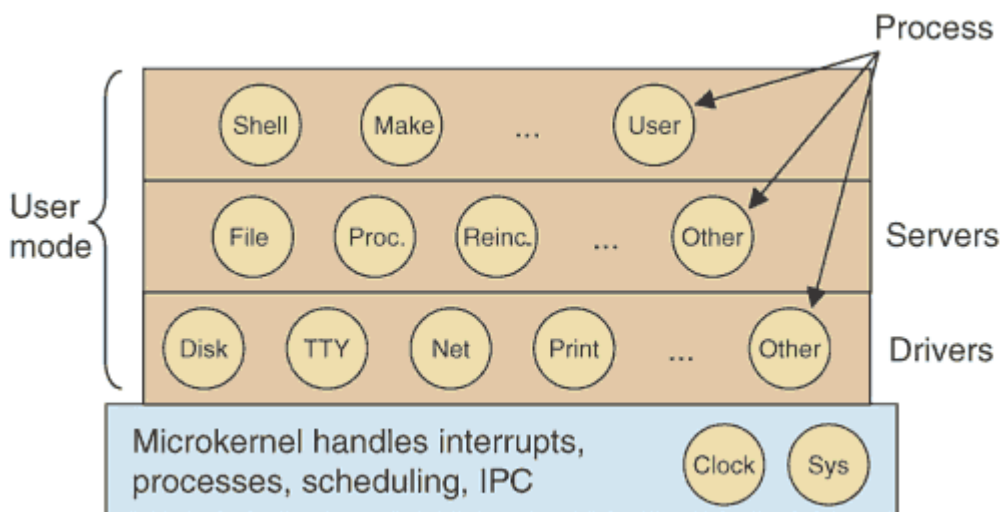 Process
Shell Make ... User
User
mode
File Proc. Reinc. ... Other
Servers
Disk TTY Net Print ... Other
Drivers
Microkernel handles interrupts,
processes, scheduling, IPC
Clock Sys